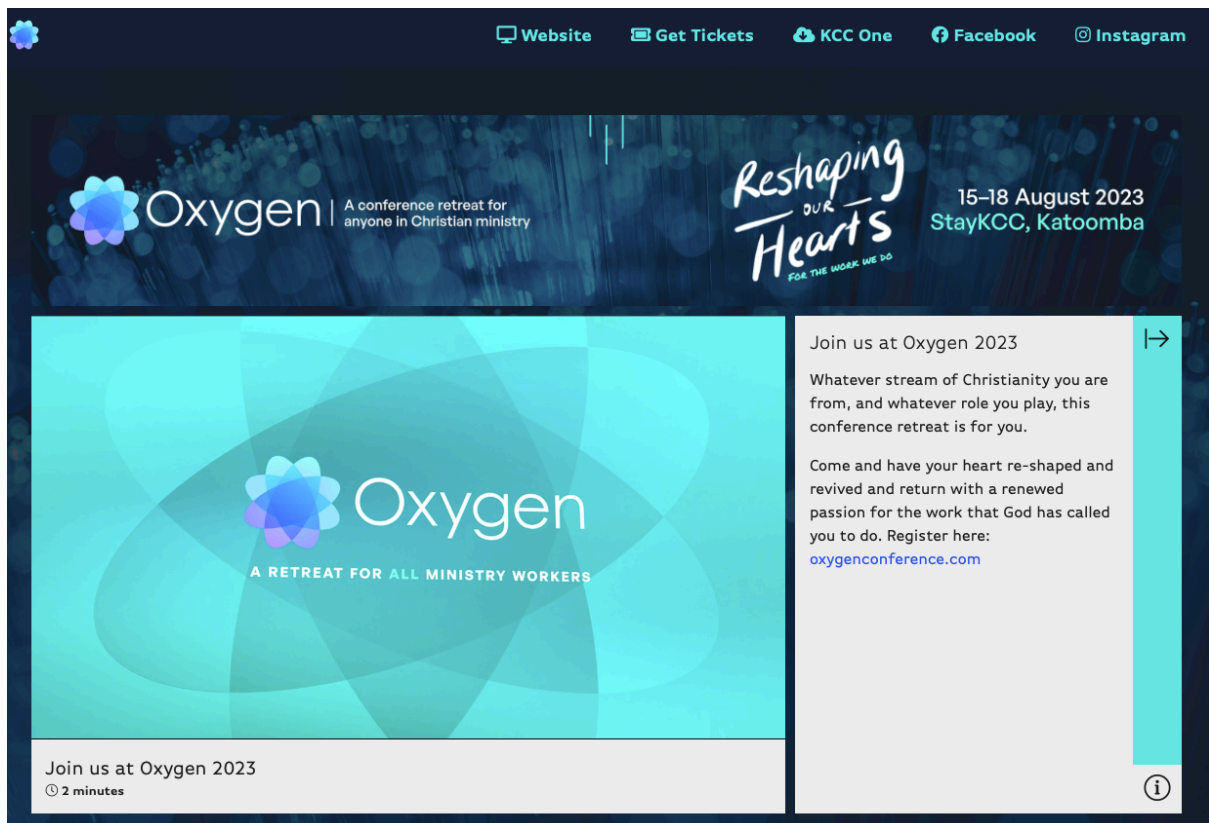 Website Get Tickets KCC One Facebook Instagram
Oxygen
A conference retreat for
anyone in Christian ministry
Reshaping
OUR
Hearts
FOR THE WORK WE DO
15–18 August 2023
StayKCC, Katoomba
Oxygen
A RETREAT FOR ALL MINISTRY WORKERS
Join us at Oxygen 2023
2 minutes
Join us at Oxygen 2023
Whatever stream of Christianity you are
from, and whatever role you play, this
conference retreat is for you.
Come and have your heart re-shaped and
revived and return with a renewed
passion for the work that God has called
you to do. Register here:
oxygenconference.com